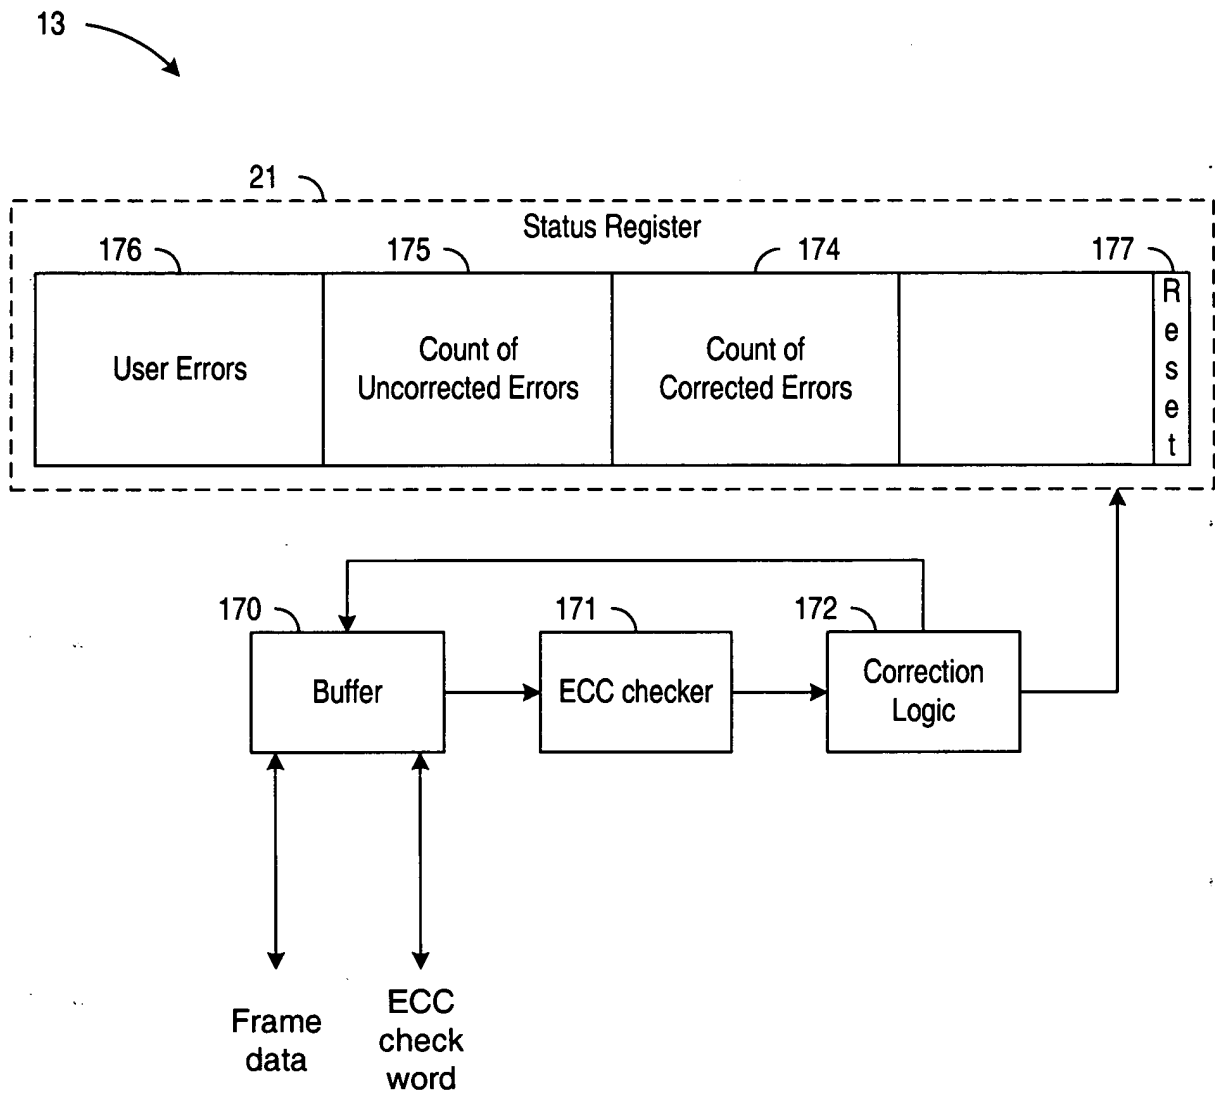 13
21
Status Register
176
175
174
177
User Errors
Count of
Uncorrected Errors
Count of
Corrected Errors
Reset
170
171
172
Buffer
ECC checker
Correction
Logic
Frame
data
ECC
check
word